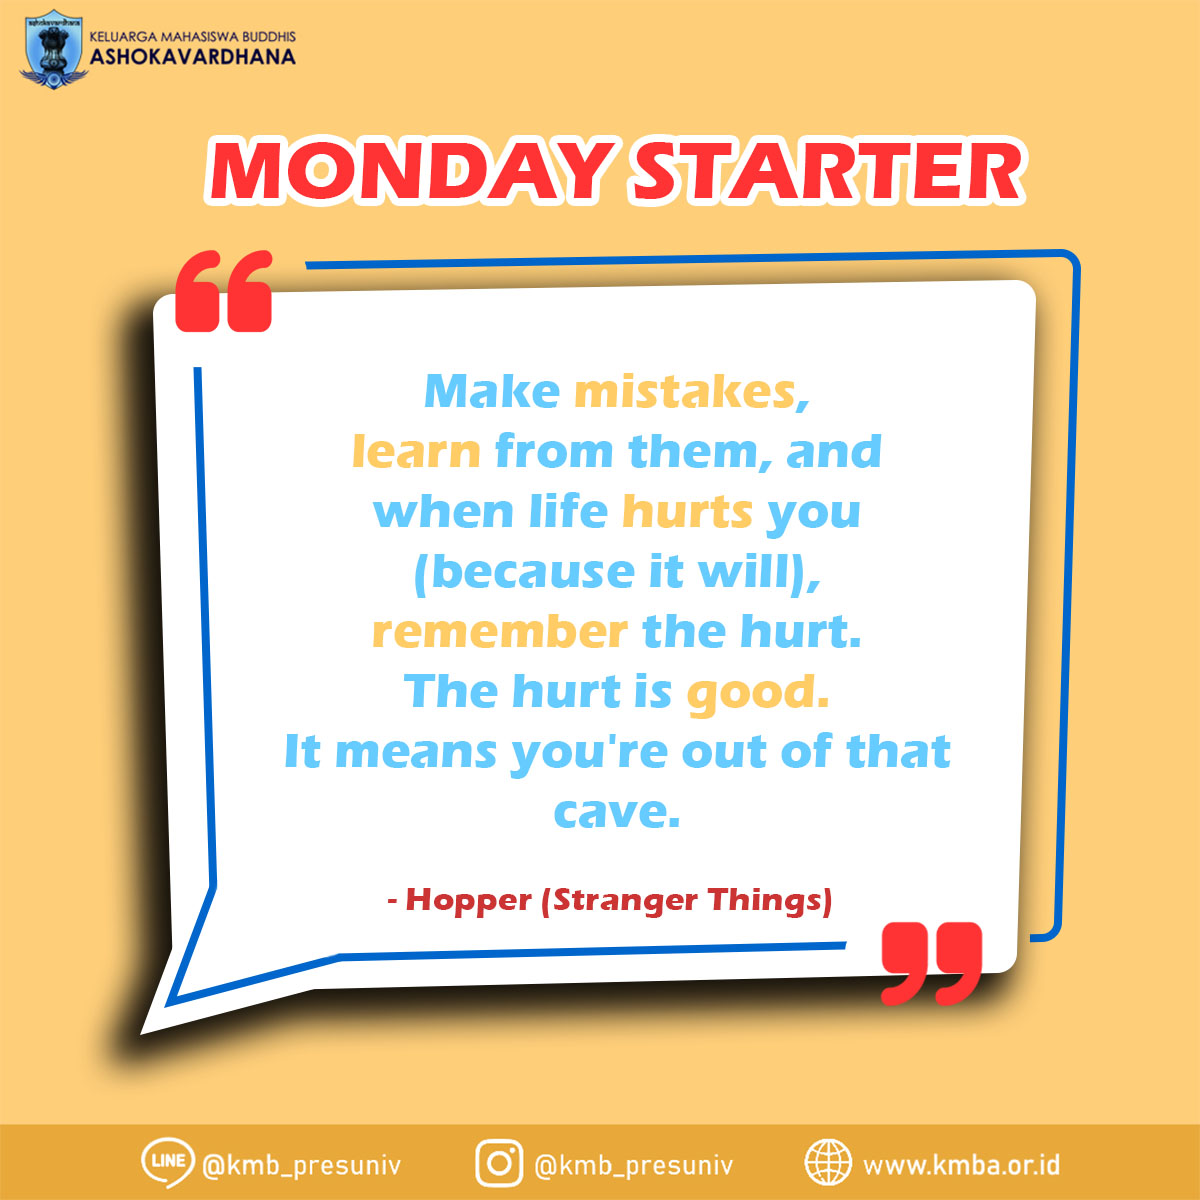 ashokavardhana
KELUARGA MAHASISWA BUDDHIS
ASHOKAVARDHANA
MONDAY STARTER
“
Make mistakes,
learn from them, and
when life hurts you
(because it will),
remember the hurt.
The hurt is good.
It means you're out of that
cave.
- Hopper (Stranger Things)
”
LINE @kmb_presuniv @kmb_presuniv www.kmba.or.id